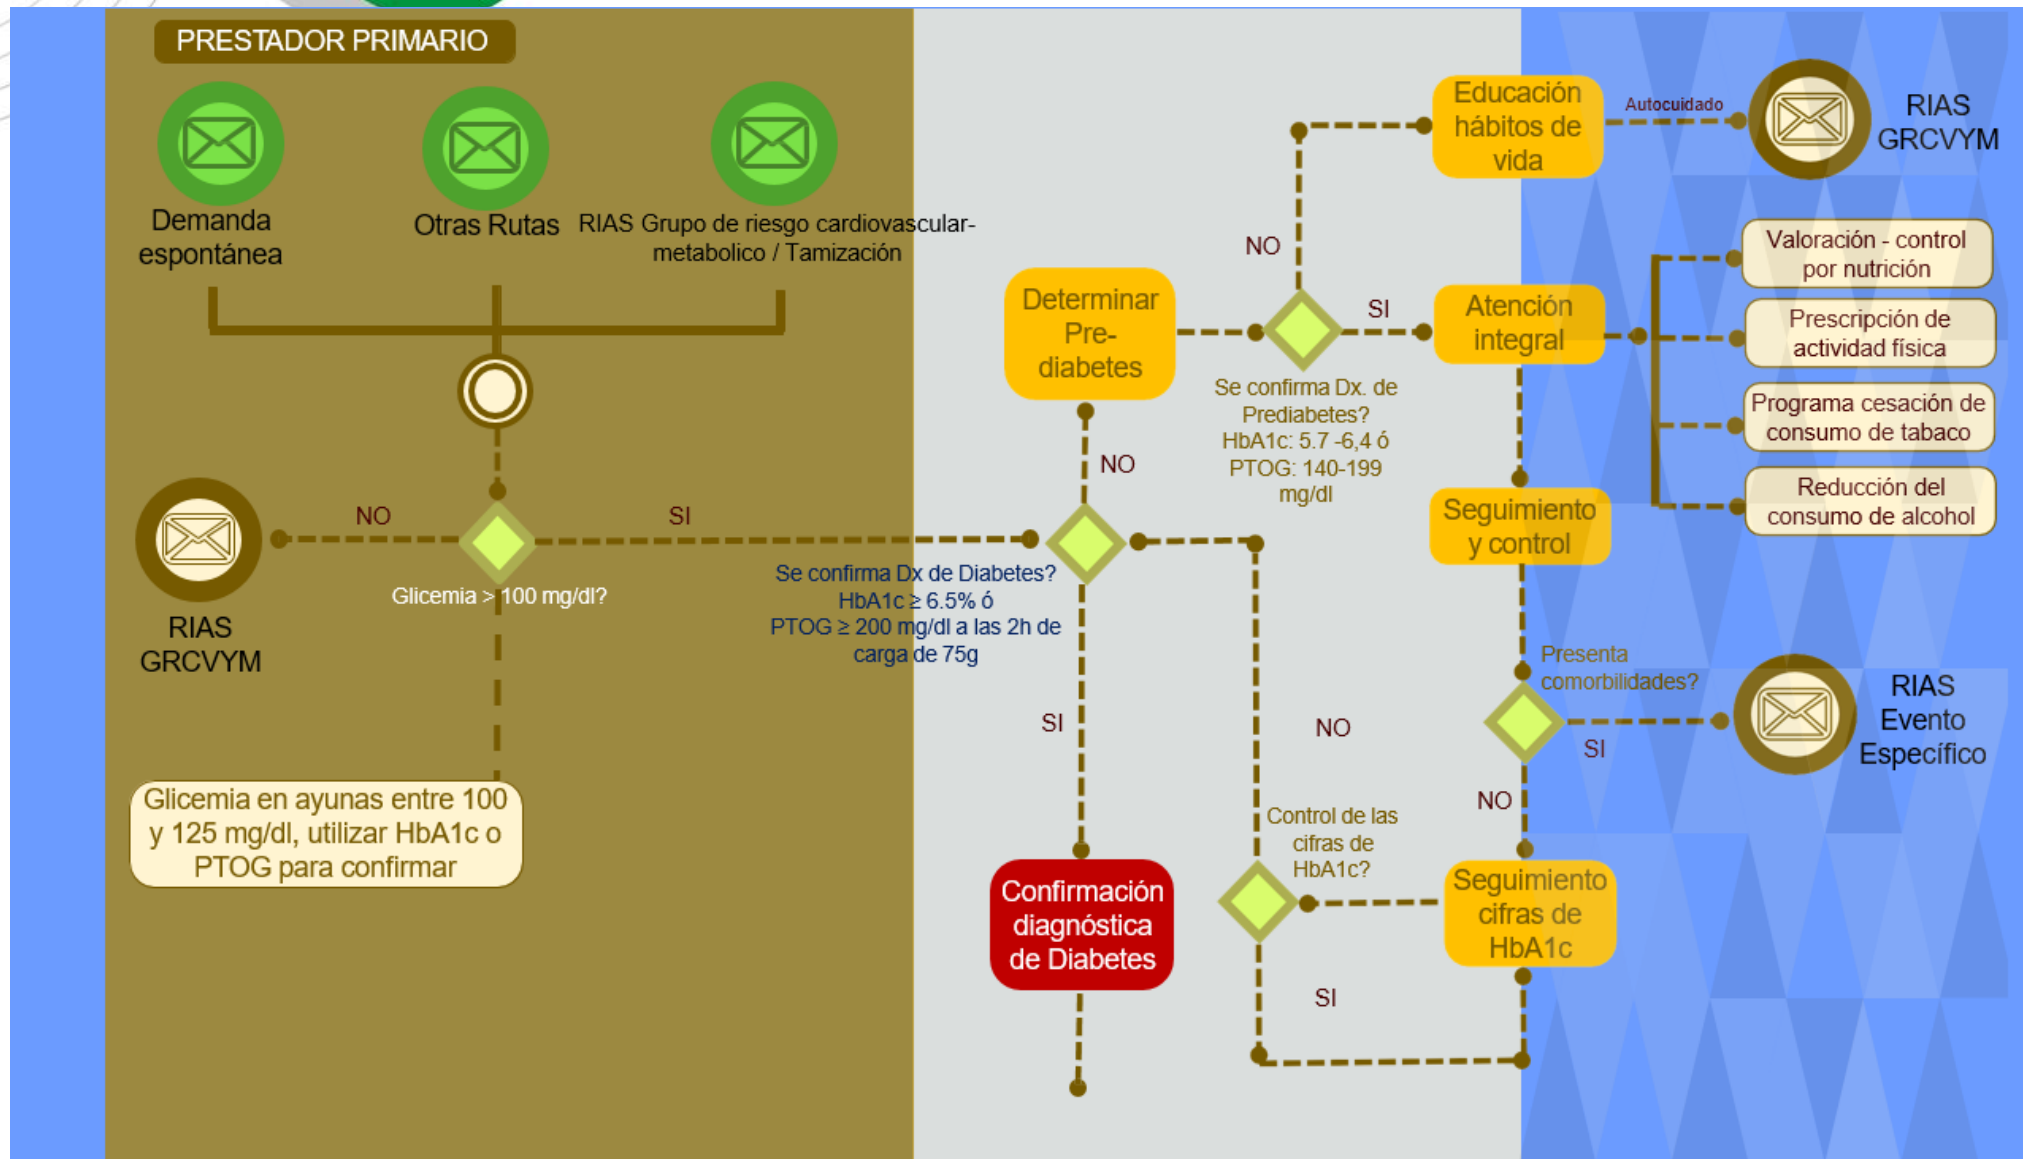 PRESTADOR PRIMARIO
Demanda
espontánea
Otras Rutas
RIAS Grupo de riesgo cardiovascular-
metabolico / Tamización
NO
SI
Glicemia > 100 mg/dl?
RIAS
GRCVYM
Glicemia en ayunas entre 100
y 125 mg/dl, utilizar HbA1c o
PTOG para confirmar
Se confirma Dx de Diabetes?
HbA1c ≥ 6.5% ó
PTOG ≥ 200 mg/dl a las 2h de
carga de 75g
NO
SI
Confirmación
diagnóstica
de Diabetes
Determinar
Pre-
diabetes
Se confirma Dx. de
Prediabetes?
HbA1c: 5.7 -6,4 ó
PTOG: 140-199
mg/dl
NO
SI
Educación
hábitos de
vida
Autocuidado
RIAS
GRCVYM
Atención
integral
Valoración - control
por nutrición
Prescripción de
actividad física
Programa cesación de
consumo de tabaco
Reducción del
consumo de alcohol
Seguimiento
y control
Presenta
comorbilidades?
SI
RIAS
Evento
Específico
NO
Seguimiento
cifras de
HbA1c
Control de las
cifras de
HbA1c?
NO
SI